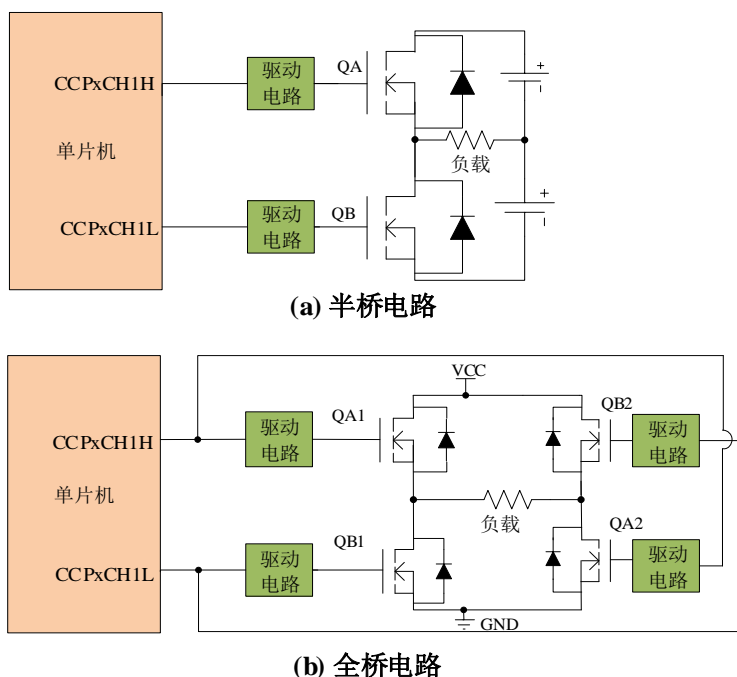 CCPxCH1H
驱动
电路
QA
+
-
单片机
负载
CCPxCH1L
驱动
电路
QB
+
-
(a) 半桥电路
VCC
CCPxCH1H
驱动
电路
QA1
QB2
驱动
电路
单片机
负载
CCPxCH1L
驱动
电路
QB1
QA2
驱动
电路
GND
(b) 全桥电路